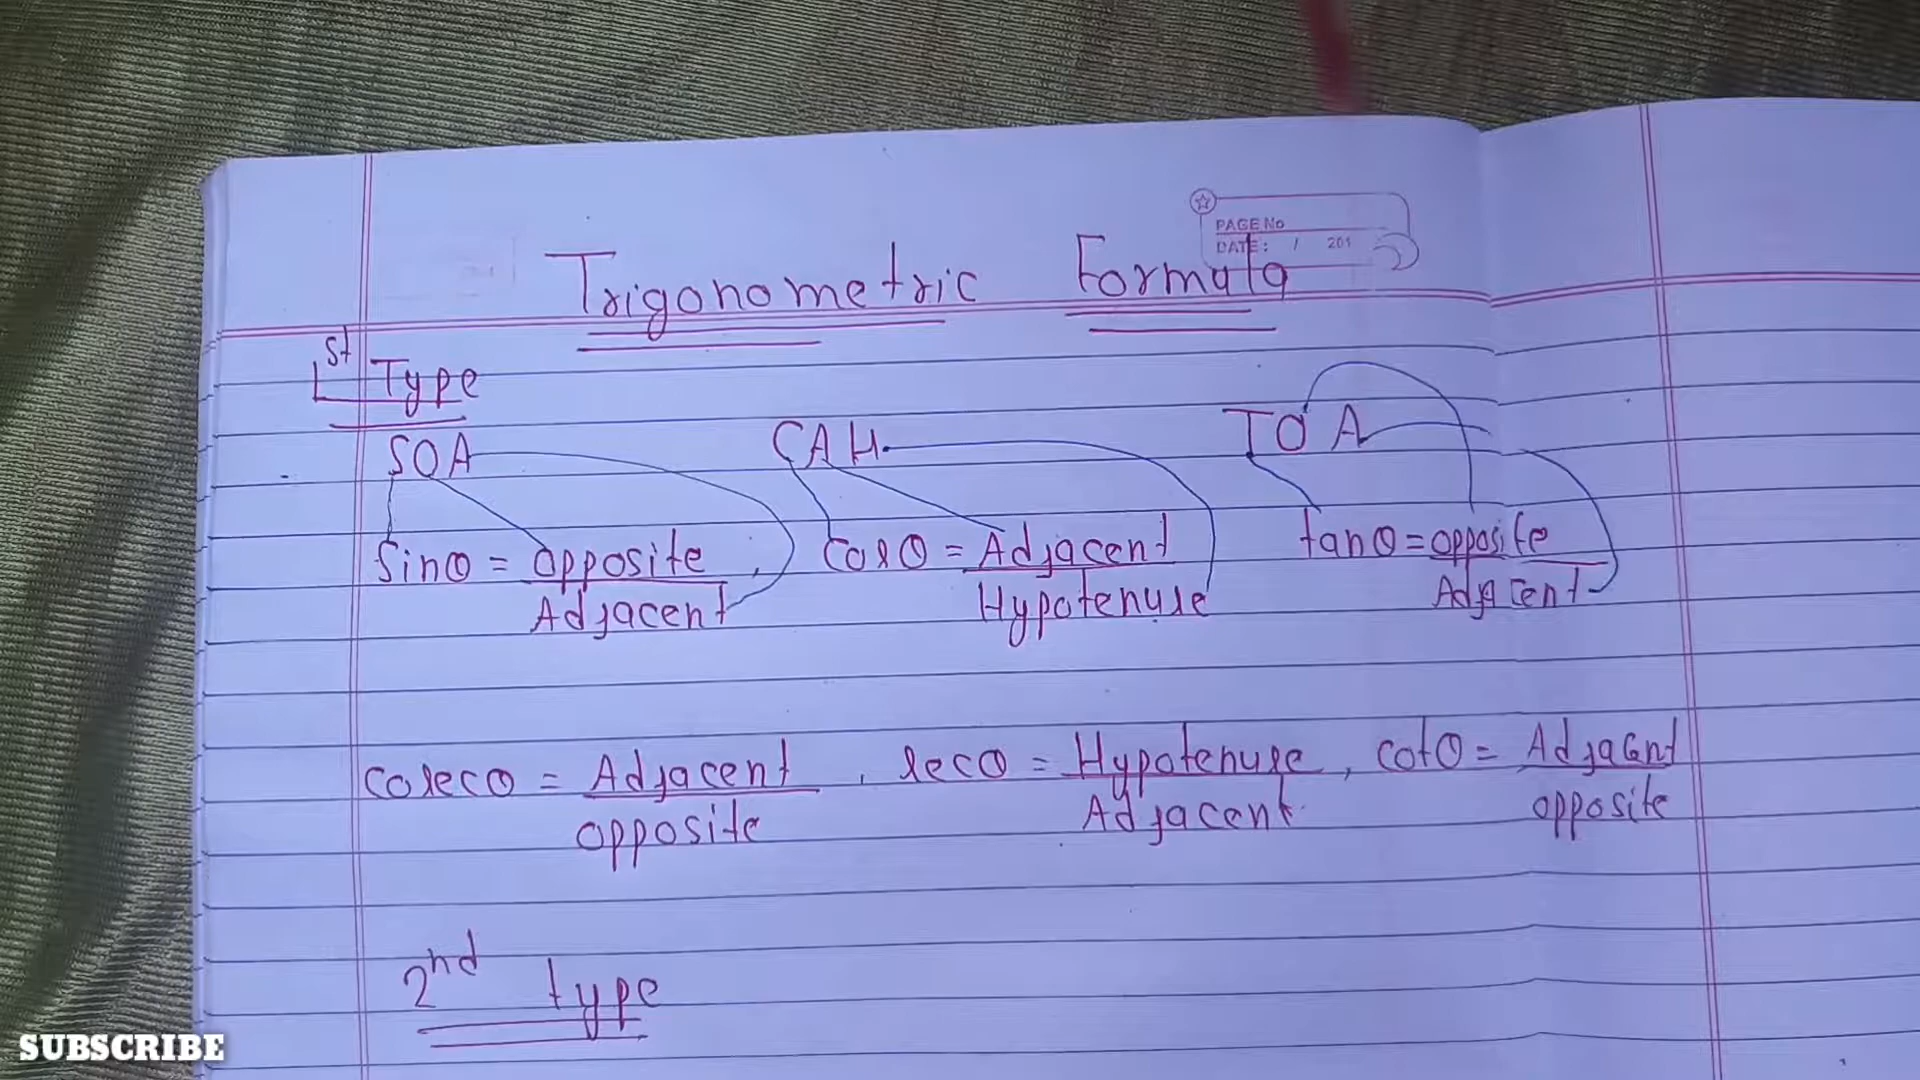 PAGE No
DATE: / 201
Trigonometric Formula
1st Type
SOA CAH TOA
Sinθ = opposite / Adjacent , Cosθ = Adjacent / Hypotenuse tanθ = opposite / Adjacent
cosecθ = Adjacent / opposite , secθ = Hypotenuse / Adjacent , cotθ = Adjacent / opposite
2nd type
SUBSCRIBE